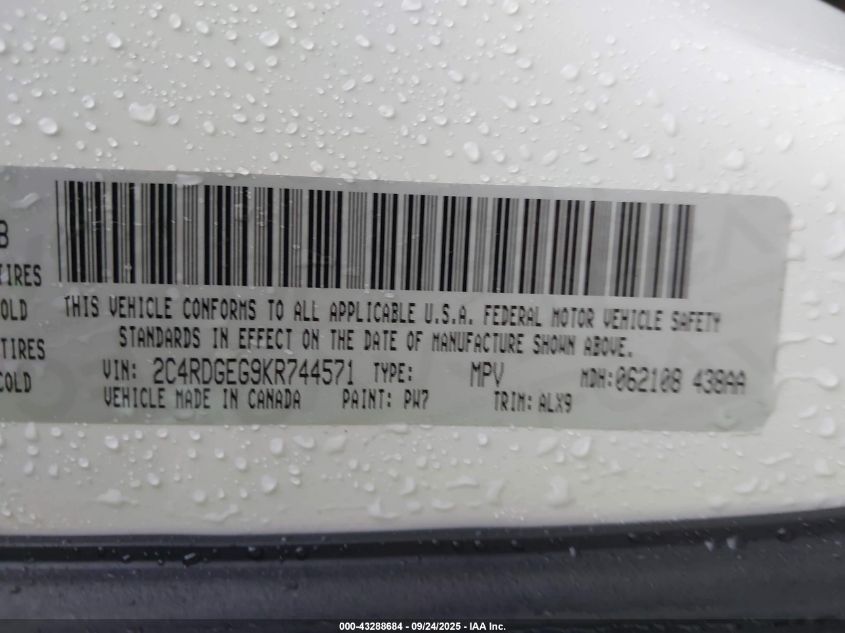 B
TIRES
COLD
TIRES
COLD
THIS VEHICLE CONFORMS TO ALL APPLICABLE U.S.A. FEDERAL MOTOR VEHICLE SAFETY
STANDARDS IN EFFECT ON THE DATE OF MANUFACTURE SHOWN ABOVE.
VIN: 2C4RDGEG9KR744571 TYPE: MPV MDH:062108 438AA
VEHICLE MADE IN CANADA PAINT: PW7 TRIM: ALX9
000-43288684 - 09/24/2025 - IAA Inc.